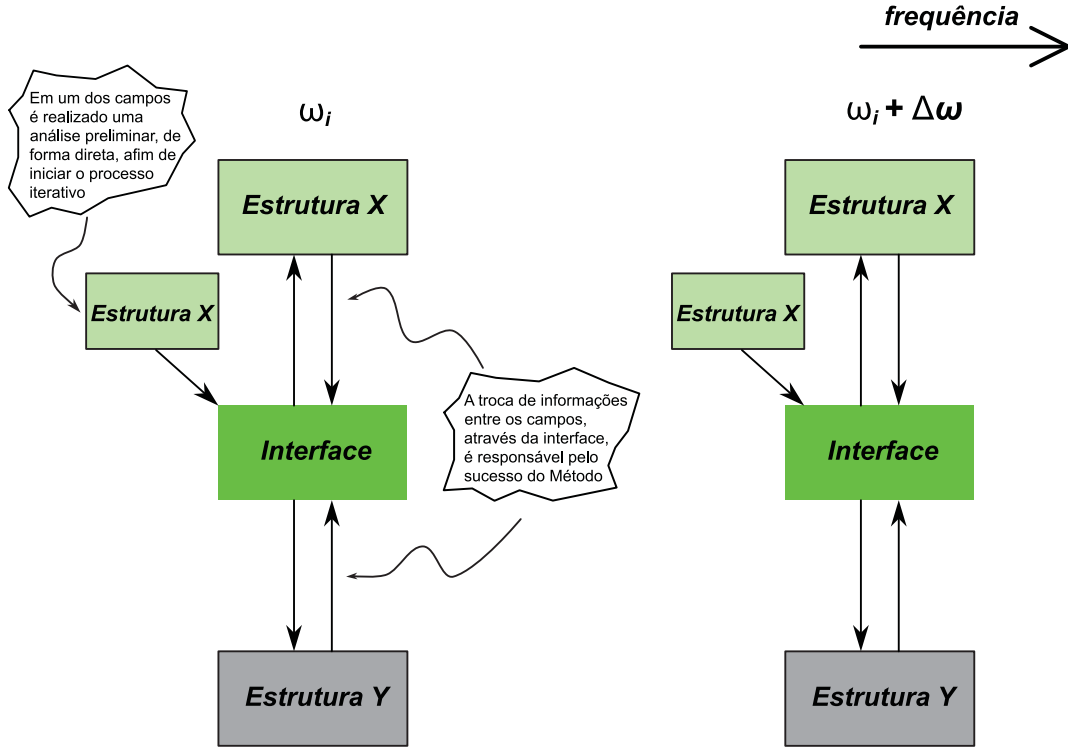 frequência
Em um dos campos
é realizado uma
análise preliminar, de
forma direta, afim de
iniciar o processo
iterativo
ωi
ωi + Δω
Estrutura X
Estrutura X
Estrutura X
Estrutura X
A troca de informações
entre os campos,
através da interface,
é responsável pelo
sucesso do Método
Interface
Interface
Estrutura Y
Estrutura Y